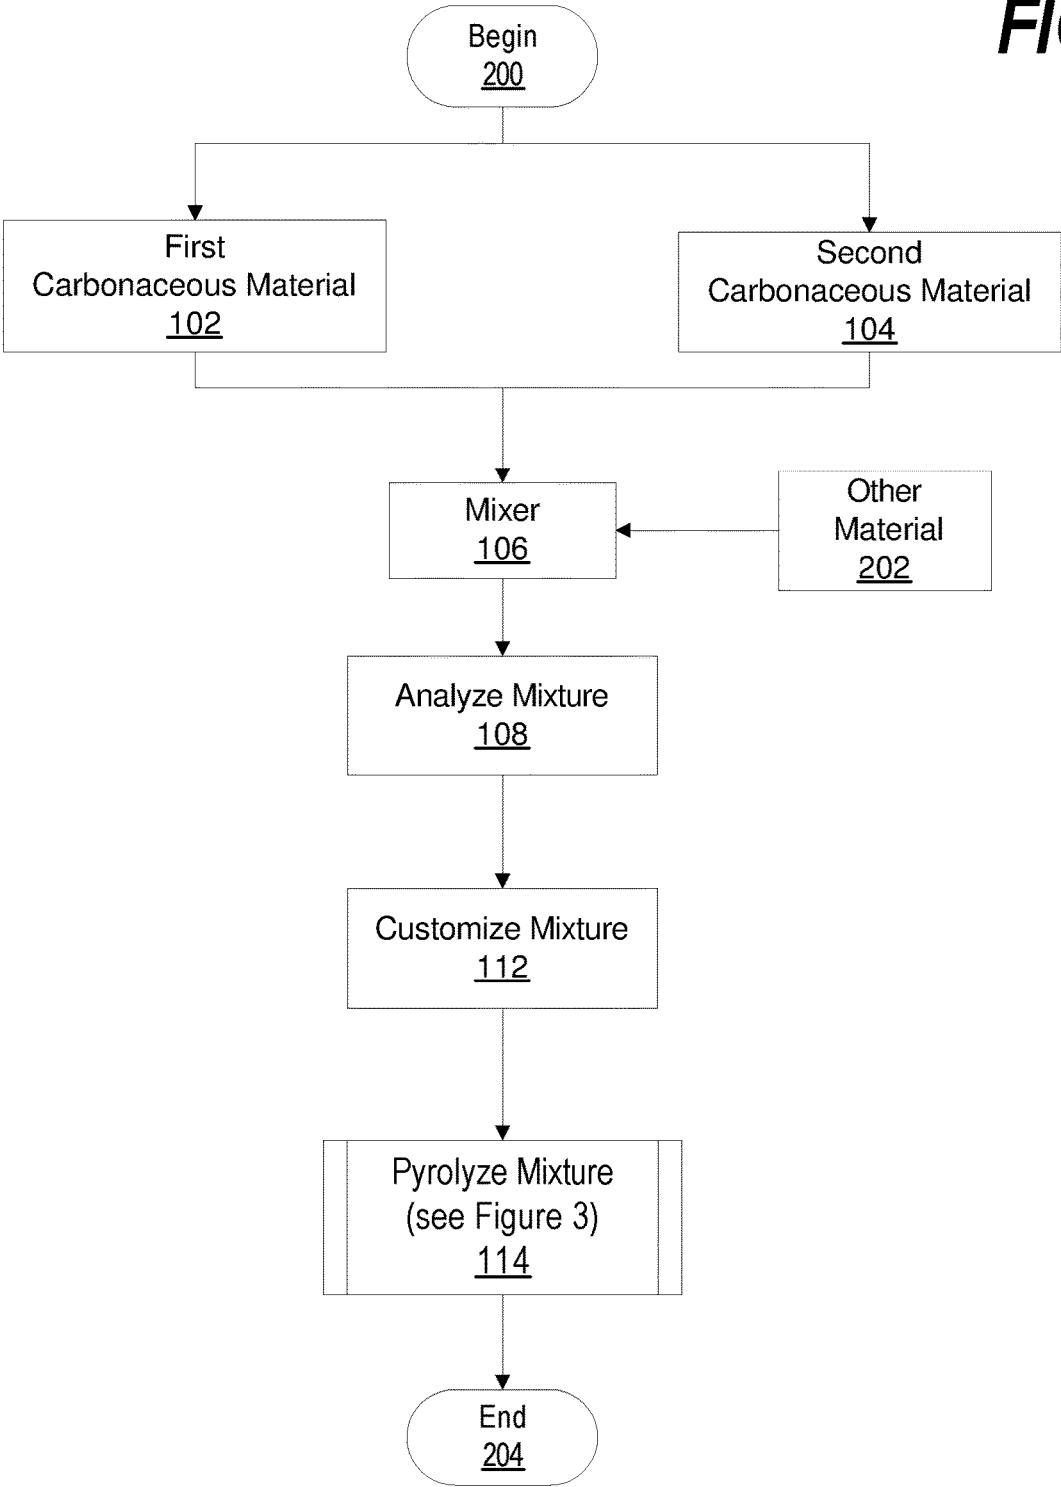 Begin
200
First
Carbonaceous Material
102
Second
Carbonaceous Material
104
Mixer
106
Other
Material
202
Analyze Mixture
108
Customize Mixture
112
Pyrolyze Mixture
(see Figure 3)
114
End
204